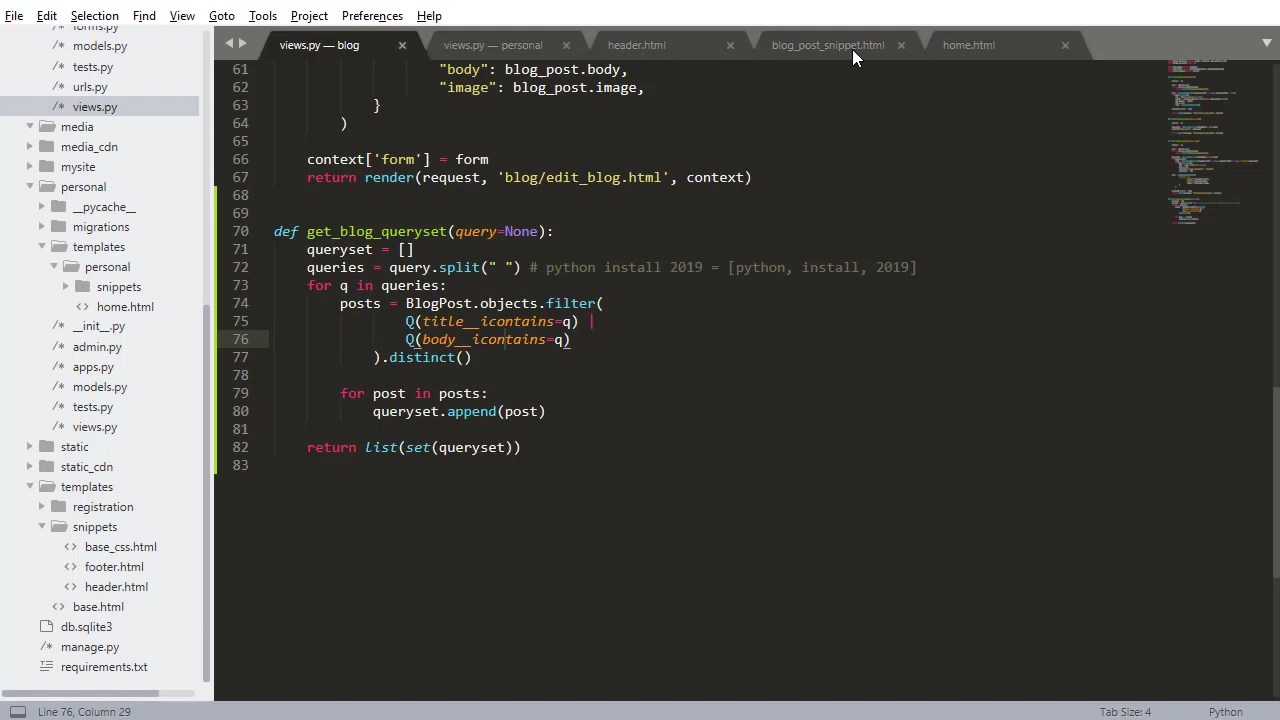 File Edit Selection Find View Goto Tools Project Preferences Help
views.py — blog views.py — personal header.html blog_post_snippet.html home.html
forms.py
models.py
tests.py
urls.py
views.py
media
media_cdn
mysite
personal
__pycache__
migrations
templates
personal
snippets
home.html
__init__.py
admin.py
apps.py
models.py
tests.py
views.py
static
static_cdn
templates
registration
snippets
base_css.html
footer.html
header.html
base.html
db.sqlite3
manage.py
requirements.txt
61 "body": blog_post.body,
62 "image": blog_post.image,
63 }
64 )
65
66 context['form'] = form
67 return render(request, 'blog/edit_blog.html', context)
68
69
70 def get_blog_queryset(query=None):
71 queryset = []
72 queries = query.split(" ") # python install 2019 = [python, install, 2019]
73 for q in queries:
74 posts = BlogPost.objects.filter(
75 Q(title__icontains=q) |
76 Q(body__icontains=q)
77 ).distinct()
78
79 for post in posts:
80 queryset.append(post)
81
82 return list(set(queryset))
83
Line 76, Column 29 Tab Size: 4 Python